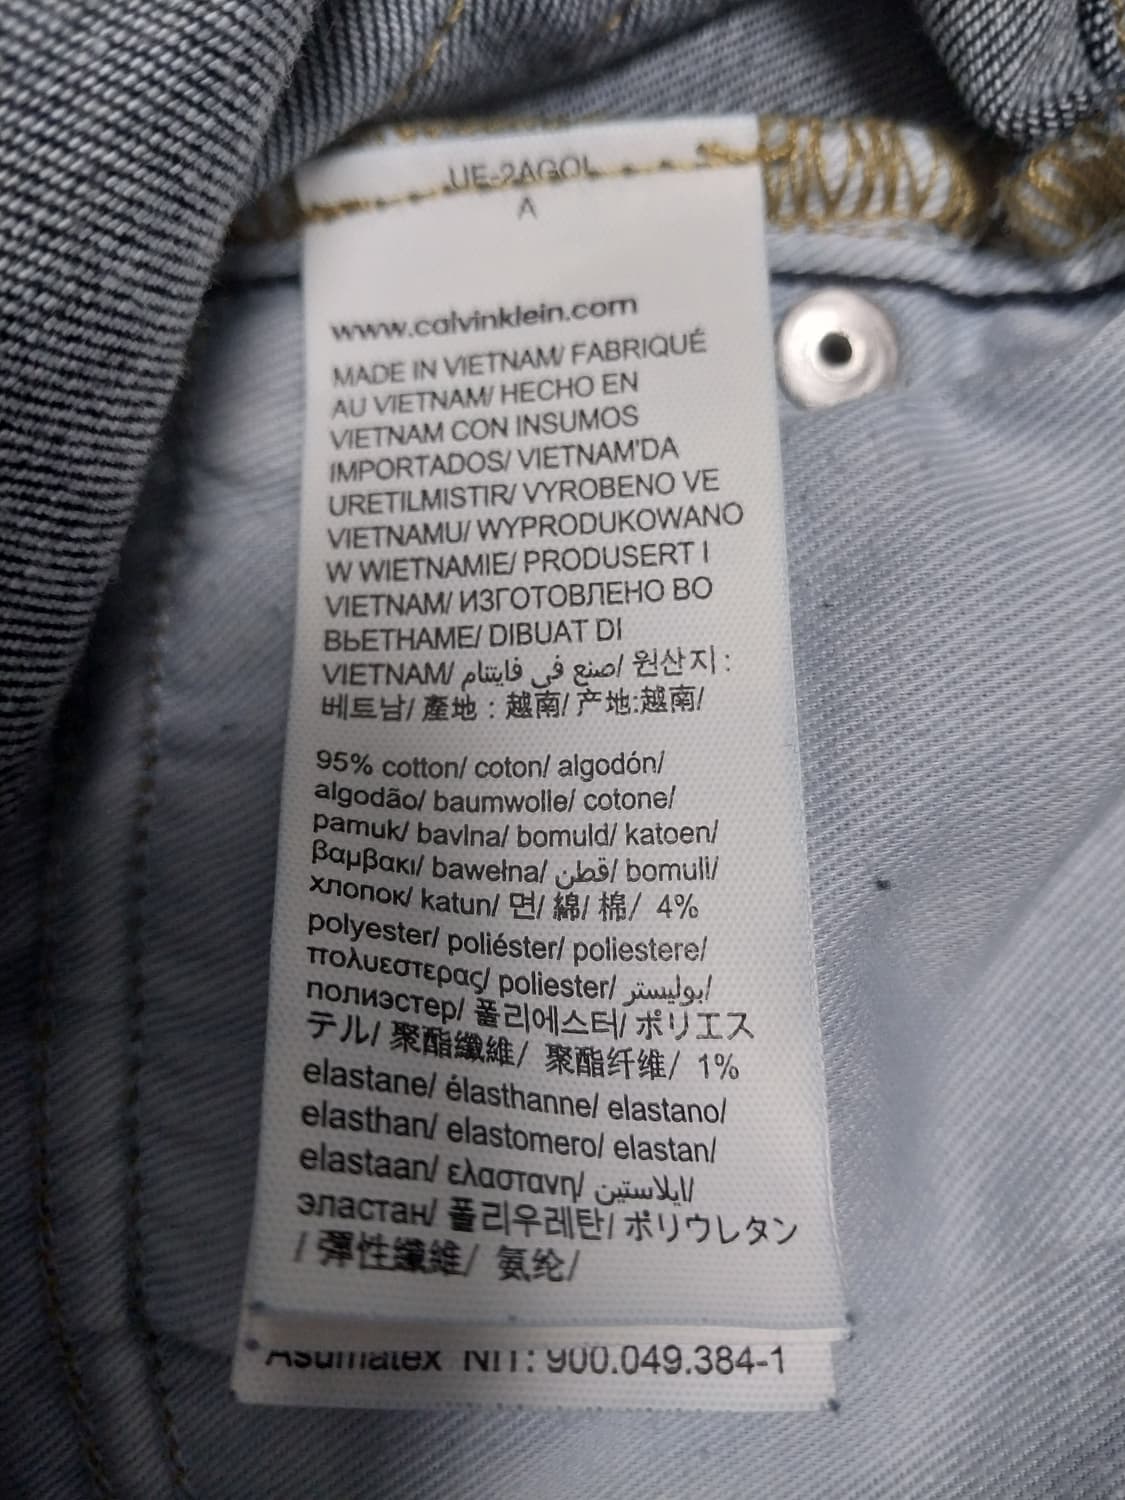 UE-2AGOL
A
www.calvinklein.com
MADE IN VIETNAM/ FABRIQUÉ
AU VIETNAM/ HECHO EN
VIETNAM CON INSUMOS
IMPORTADOS/ VIETNAM'DA
URETILMISTIR/ VYROBENO VE
VIETNAMU/ WYPRODUKOWANO
W WIETNAMIE/ PRODUSERT I
VIETNAM/ ИЗГОТОВЛЕНО ВО
ВЬЕТНАМЕ/ DIBUAT DI
VIETNAM/ صنع في فايتنام/ 원산지 :
베트남/ 產地 : 越南/ 产地:越南/
95% cotton/ coton/ algodón/
algodão/ baumwolle/ cotone/
pamuk/ bavlna/ bomuld/ katoen/
βαμβακι/ bawełna/ قطن/ bomull/
хлопок/ katun/ 면/ 綿/ 棉/ 4%
polyester/ poliéster/ poliestere/
πολυεστερας/ poliester/ بوليستر/
полиэстер/ 폴리에스터/ ポリエス
テル/ 聚酯纖維/ 聚酯纤维/ 1%
elastane/ élasthanne/ elastano/
elasthan/ elastomero/ elastan/
elastaan/ ελαστανη/ ايلاستين/
эластан/ 폴리우레탄/ ポリウレタン
/ 彈性纖維/ 氨纶/
Asumatex NIT: 900.049.384-1